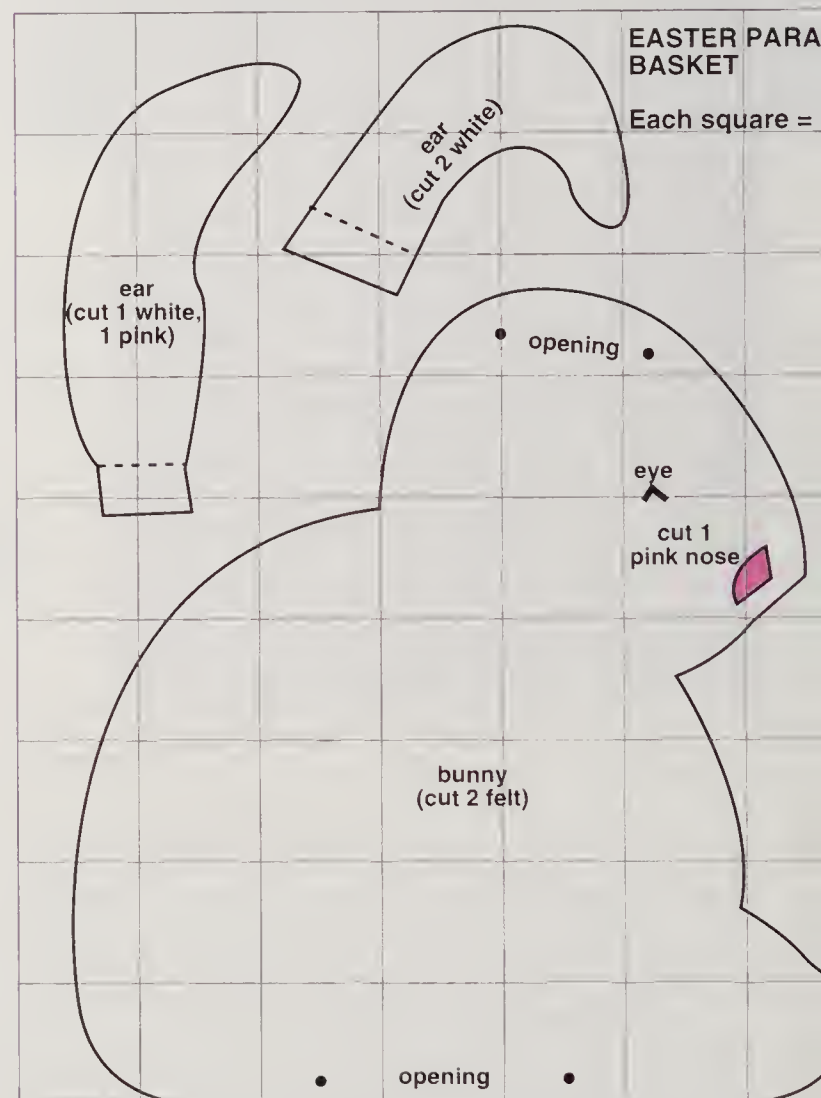 EASTER PARA
BASKET
Each square =
ear
(cut 2 white)
ear
(cut 1 white,
1 pink)
opening
eye
cut 1
pink nose
bunny
(cut 2 felt)
opening